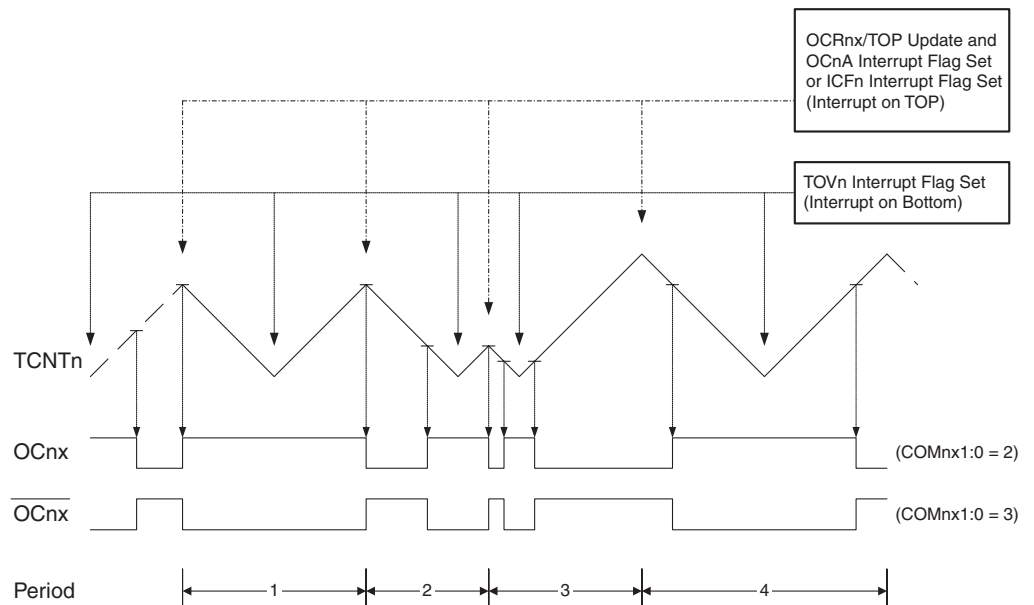 OCRnx/TOP Update and
OCnA Interrupt Flag Set
or ICFn Interrupt Flag Set
(Interrupt on TOP)
TOVn Interrupt Flag Set
(Interrupt on Bottom)
TCNTn
OCnx
(COMnx1:0 = 2)
OCnx
(COMnx1:0 = 3)
Period
1
2
3
4